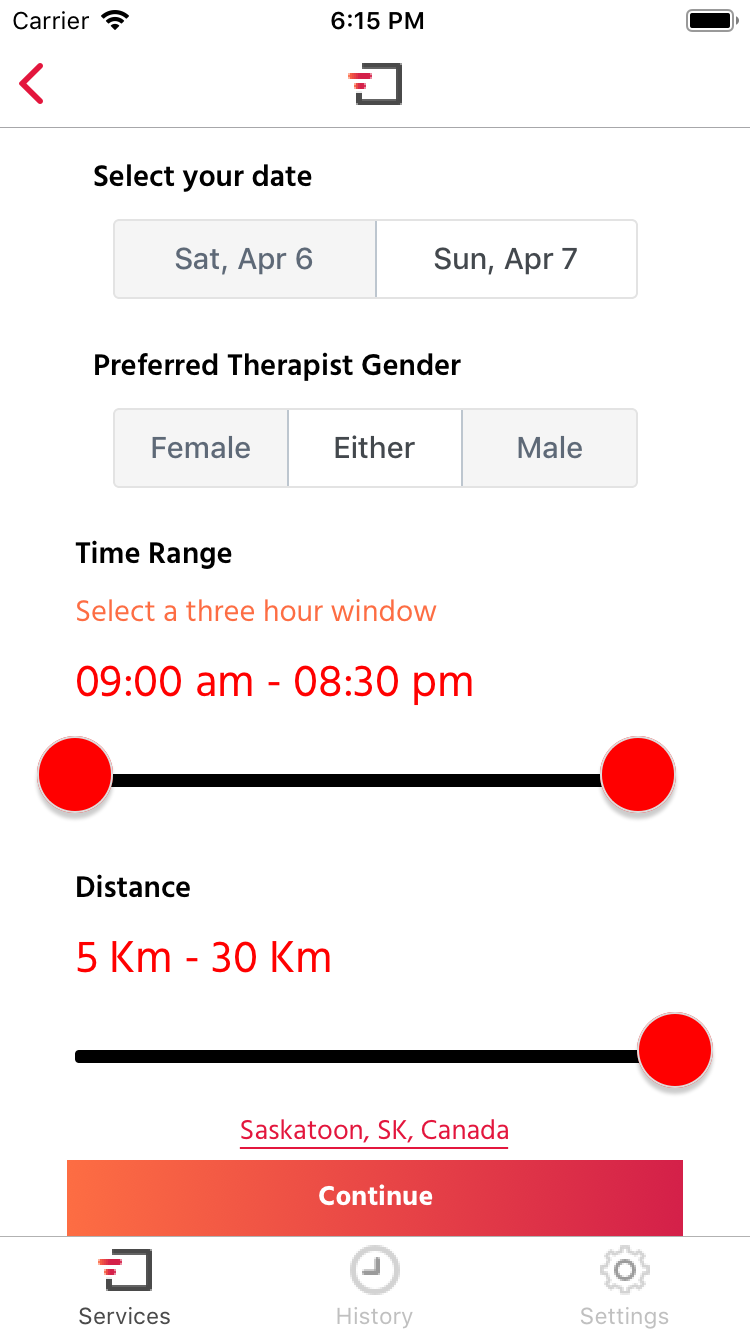 Carrier 6:15 PM
Select your date
Sat, Apr 6 Sun, Apr 7
Preferred Therapist Gender
Female Either Male
Time Range
Select a three hour window
09:00 am - 08:30 pm
Distance
5 Km - 30 Km
Saskatoon, SK, Canada
Continue
Services History Settings